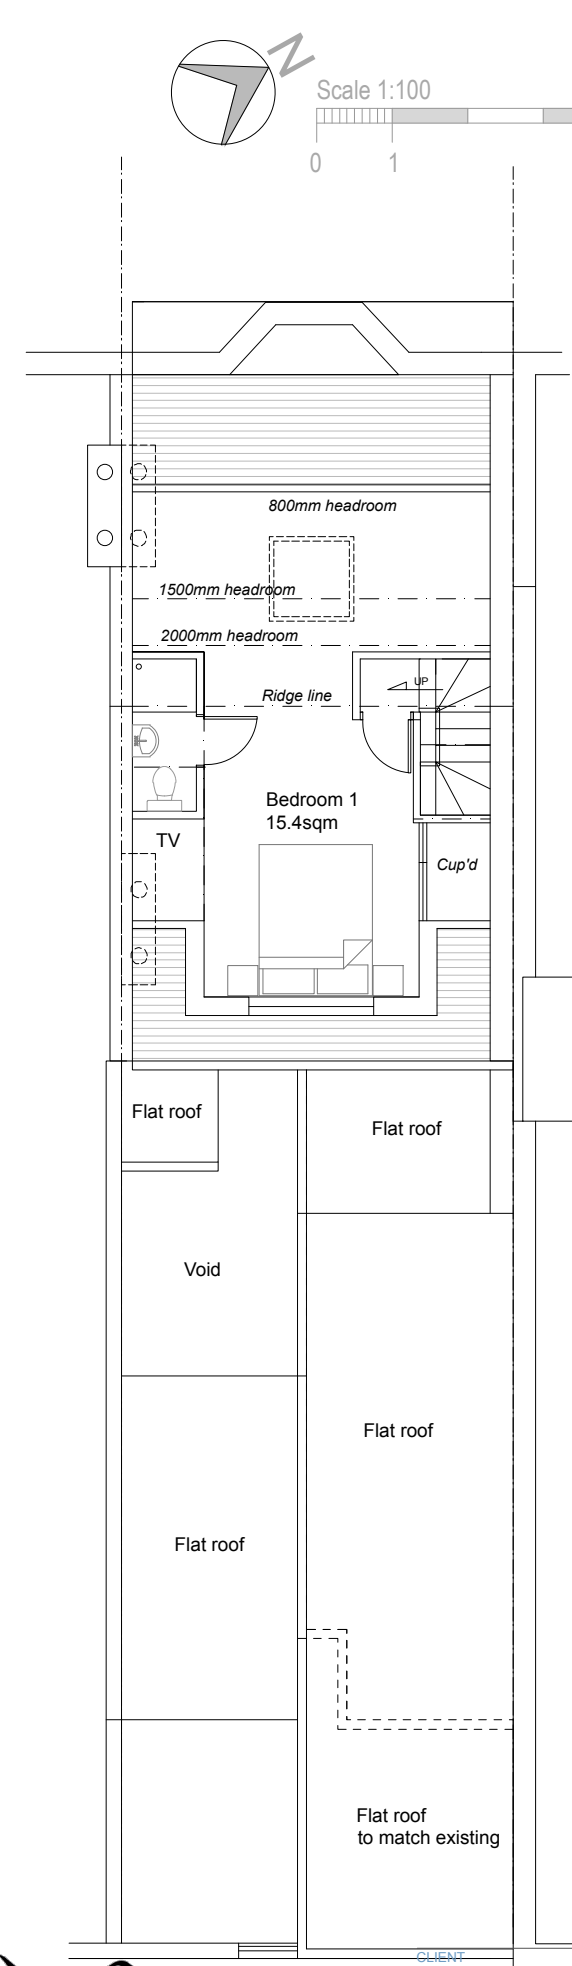 N
Scale 1:100
0 1
800mm headroom
1500mm headroom
2000mm headroom
Ridge line
UP
Bedroom 1
15.4sqm
TV
Cup'd
Flat roof
Flat roof
Void
Flat roof
Flat roof
Flat roof
to match existing
CLIENT